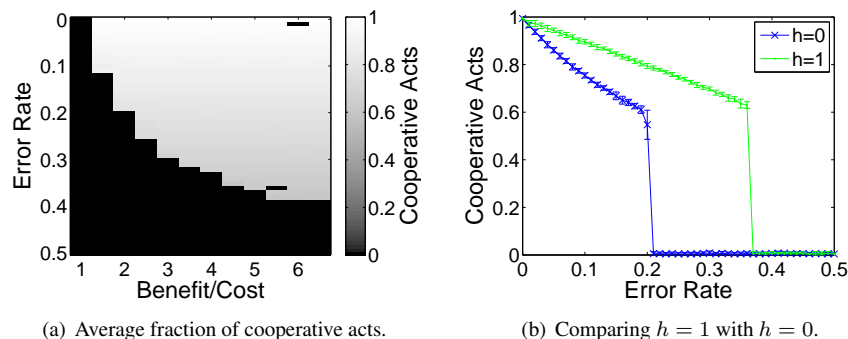 0
0.1
0.2
0.3
0.4
0.5
Error Rate
1 2 3 4 5 6
Benefit/Cost
1
0.8
0.6
0.4
0.2
0
Cooperative Acts
(a) Average fraction of cooperative acts.
1
0.8
0.6
0.4
0.2
0
Cooperative Acts
h=0
h=1
0 0.1 0.2 0.3 0.4 0.5
Error Rate
(b) Comparing h = 1 with h = 0.